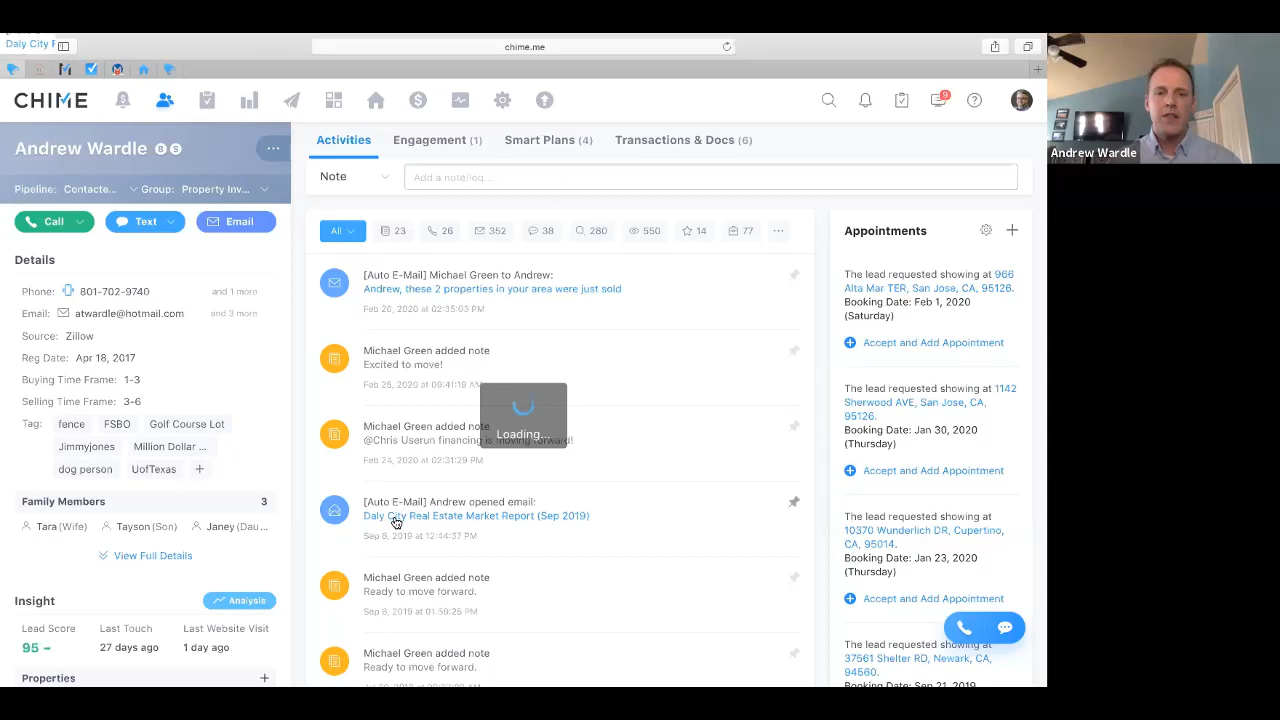 Daly City F
chime.me
CHIME
9
Andrew Wardle
Andrew Wardle B S
Pipeline: Contacte... Group: Property Inv...
Call Text Email
Details
Phone: 801-702-9740 and 1 more
Email: atwardle@hotmail.com and 3 more
Source: Zillow
Reg Date: Apr 18, 2017
Buying Time Frame: 1-3
Selling Time Frame: 3-6
Tag: fence FSBO Golf Course Lot
Jimmyjones Million Dollar ...
dog person UofTexas +
Family Members 3
Tara (Wife) Tayson (Son) Janey (Dau ...
View Full Details
Insight Analysis
Lead Score Last Touch Last Website Visit
95 – 27 days ago 1 day ago
Properties +
Activities Engagement (1) Smart Plans (4) Transactions & Docs (6)
Note Add a note/log...
All 23 26 352 38 280 550 14 77 ...
[Auto E-Mail] Michael Green to Andrew:
Andrew, these 2 properties in your area were just sold
Feb 20, 2020 at 02:35:03 PM
Michael Green added note
Excited to move!
Feb 25, 2020 at 09:41:19 AM
Michael Green added note
@Chris Userun financing is moving forward!
Feb 24, 2020 at 02:31:29 PM
Loading...
[Auto E-Mail] Andrew opened email:
Daly City Real Estate Market Report (Sep 2019)
Sep 6, 2019 at 12:44:37 PM
Michael Green added note
Ready to move forward.
Sep 6, 2019 at 01:59:25 PM
Michael Green added note
Ready to move forward.
Appointments
The lead requested showing at 966
Alta Mar TER, San Jose, CA, 95126.
Booking Date: Feb 1, 2020
(Saturday)
Accept and Add Appointment
The lead requested showing at 1142
Sherwood AVE, San Jose, CA,
95126.
Booking Date: Jan 30, 2020
(Thursday)
Accept and Add Appointment
The lead requested showing at
10370 Wunderlich DR, Cupertino,
CA, 95014.
Booking Date: Jan 23, 2020
(Thursday)
Accept and Add Appointment
The lead requested showing at
37561 Shelter RD, Newark, CA,
94560.
Booking Date: Sep 21, 2019